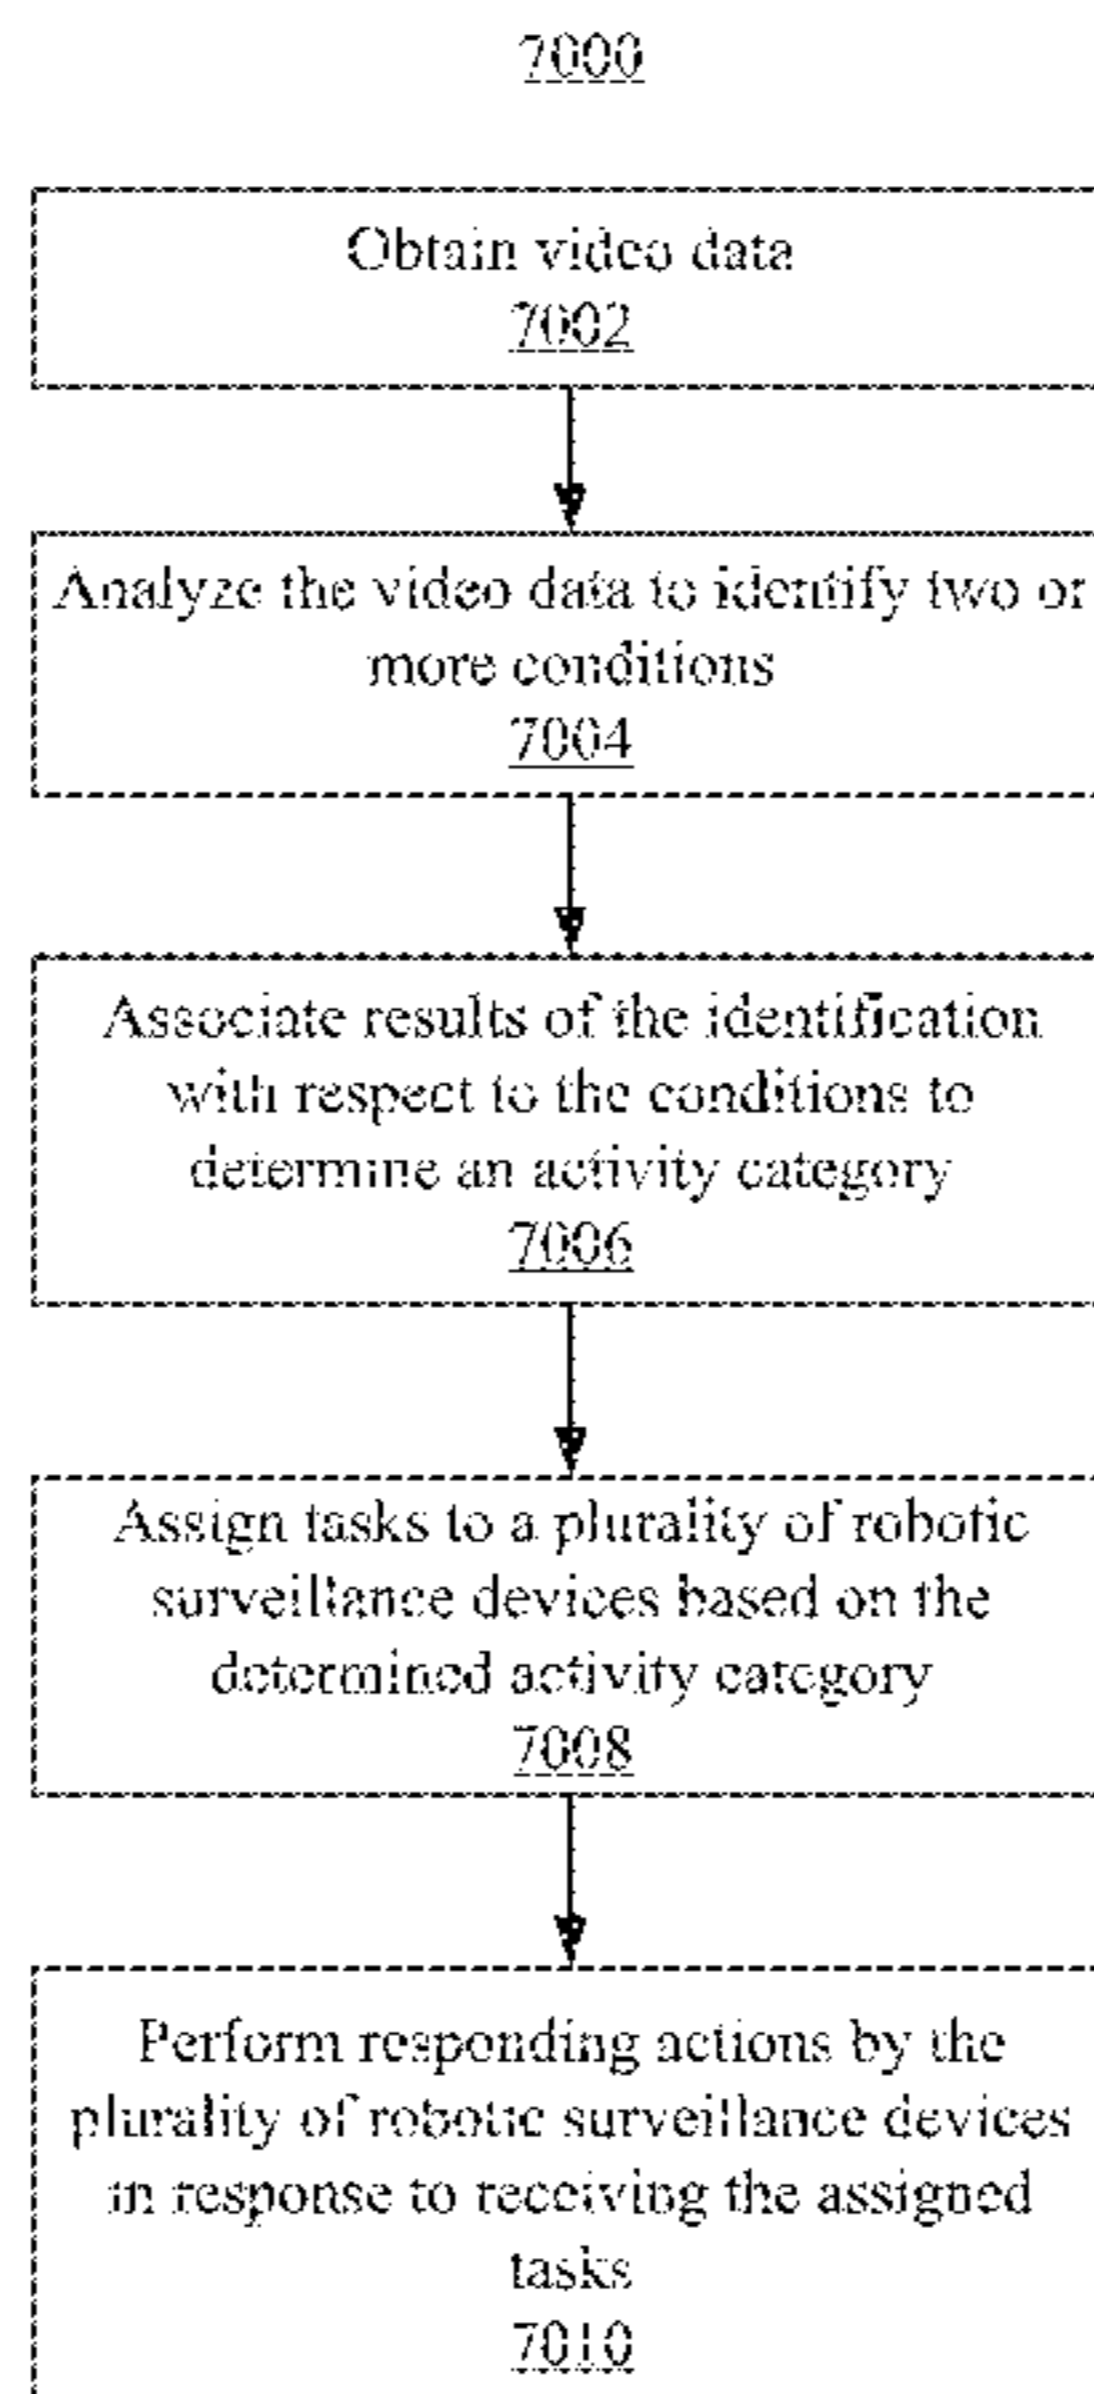 7000
Obtain video data
7002
Analyze the video data to identify two or
more conditions
7004
Associate results of the identification
with respect to the conditions to
determine an activity category
7006
Assign tasks to a plurality of robotic
surveillance devices based on the
determined activity category
7008
Perform responding actions by the
plurality of robotic surveillance devices
in response to receiving the assigned
tasks
7010